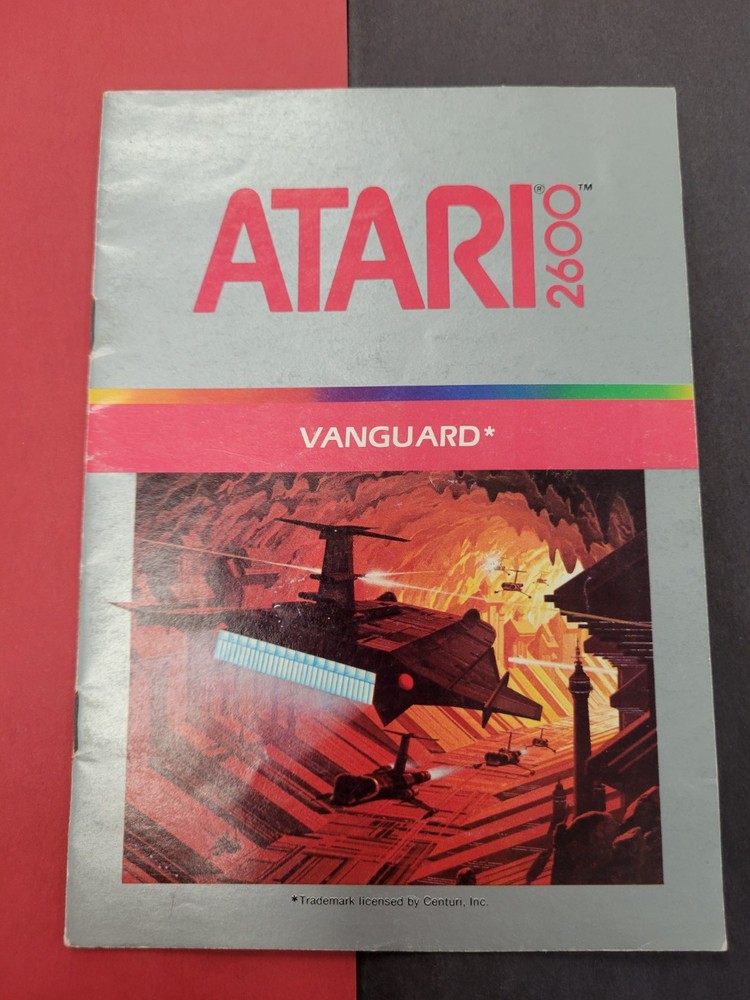 ATARI® 2600™
VANGUARD*
*Trademark licensed by Centuri, Inc.